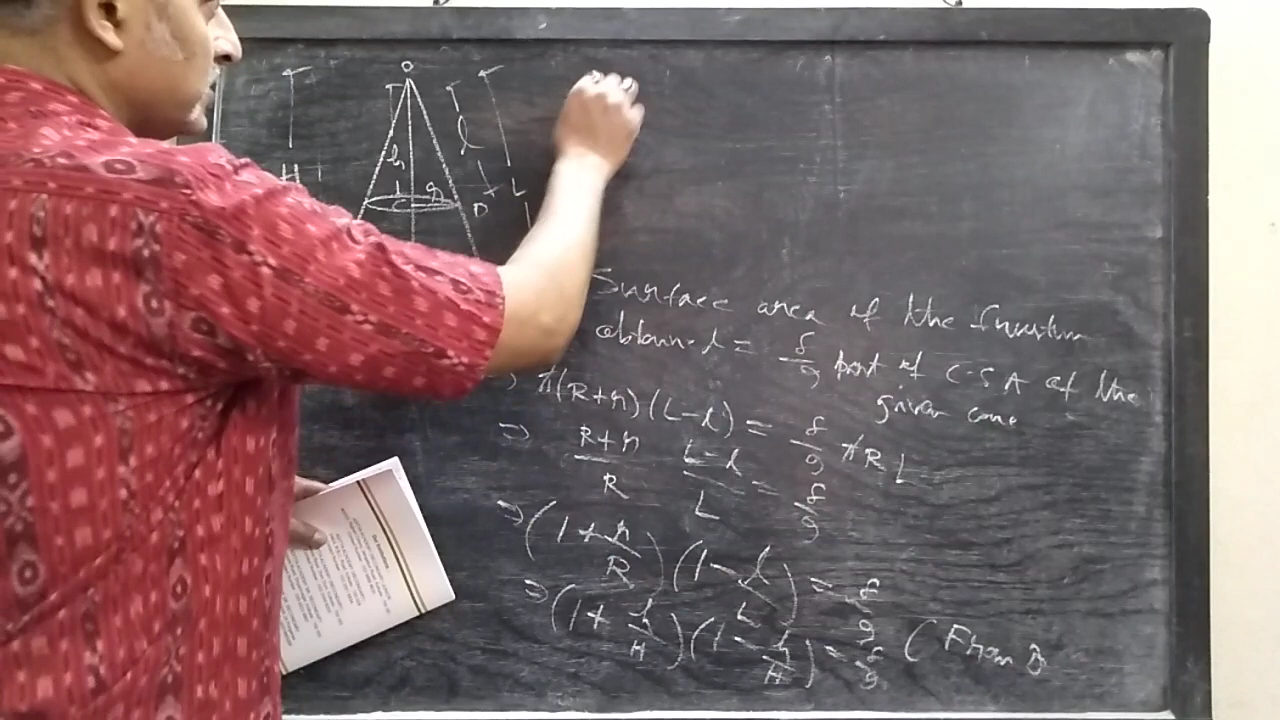 O
h
l
H
L
r
C
D
Surface area of the frustum
obtained = 8/9 part of C.S.A of the
given cone
⇒ π(R+r)(L-l) = 8/9 πRL
⇒ R+r/R L-l/L = 8/9
⇒ (1+r/R)(1-l/L) = 8/9
⇒ (1+h/H)(1-h/H) = 8/9 (From